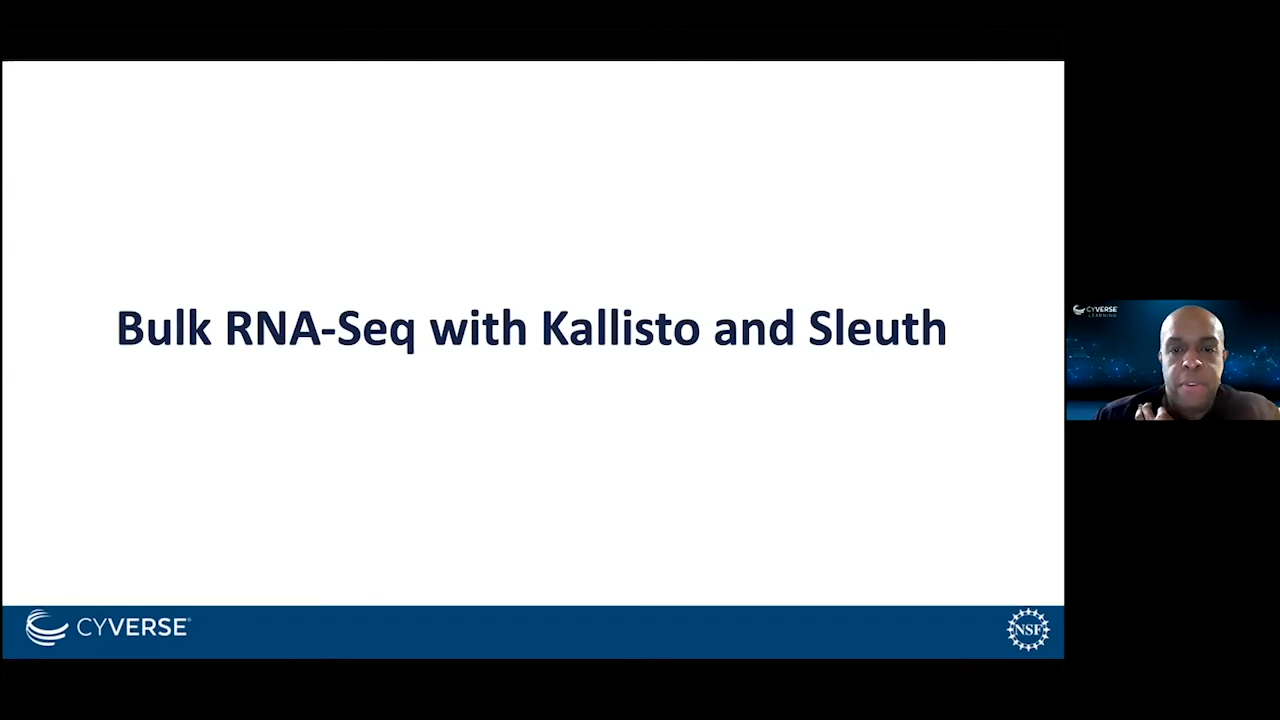 Bulk RNA-Seq with Kallisto and Sleuth
CYVERSE
LEARNING
CYVERSE®
NSF